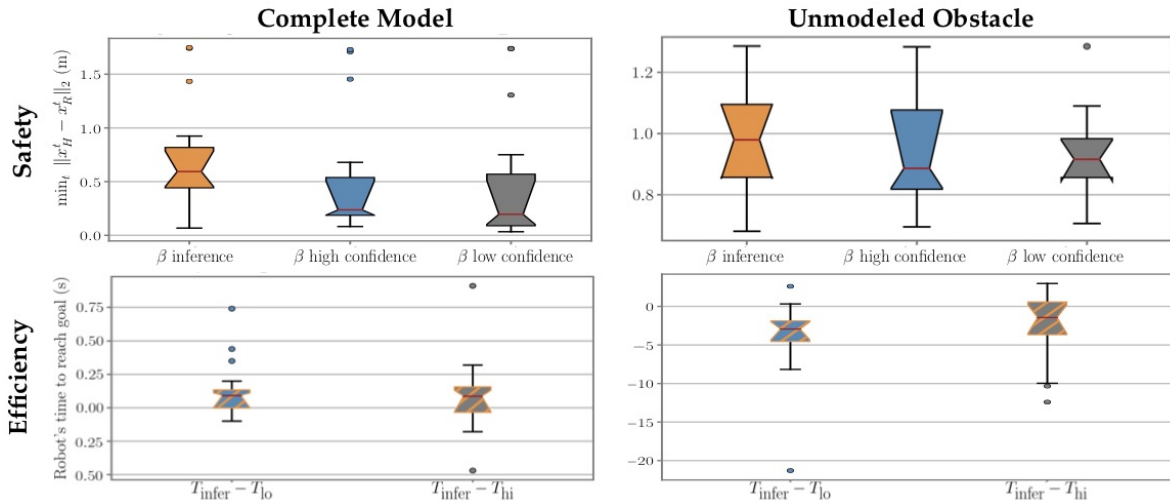 Complete Model
Unmodeled Obstacle
Safety
min_t ‖x_H^t − x_R^t‖_2 (m)
1.5
1.0
0.5
0.0
β inference
β high confidence
β low confidence
1.2
1.0
0.8
β inference
β high confidence
β low confidence
Efficiency
Robot's time to reach goal (s)
0.75
0.50
0.25
0.00
0.25
0.50
T_infer − T_lo
T_infer − T_hi
0
−5
−10
−15
−20
T_infer − T_lo
T_infer − T_hi